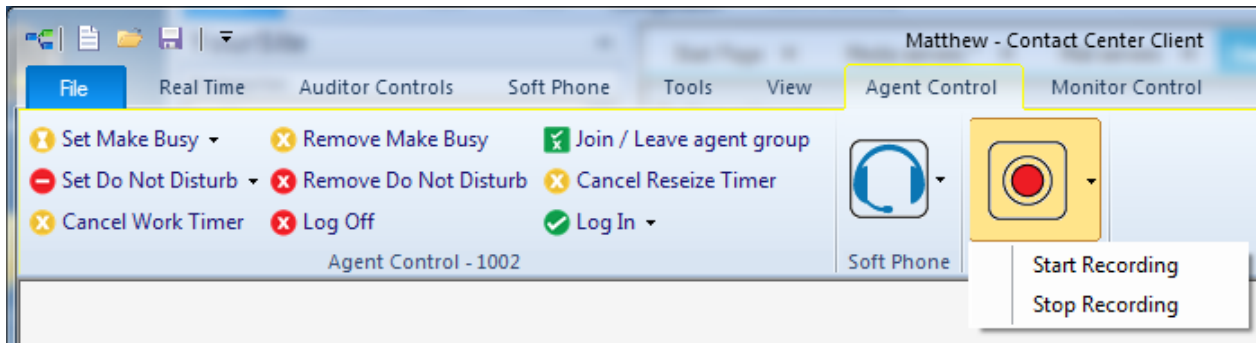 Matthew - Contact Center Client
File Real Time Auditor Controls Soft Phone Tools View Agent Control Monitor Control
Set Make Busy Remove Make Busy Join / Leave agent group
Set Do Not Disturb Remove Do Not Disturb Cancel Reseize Timer
Cancel Work Timer Log Off Log In
Agent Control - 1002 Soft Phone
Start Recording
Stop Recording